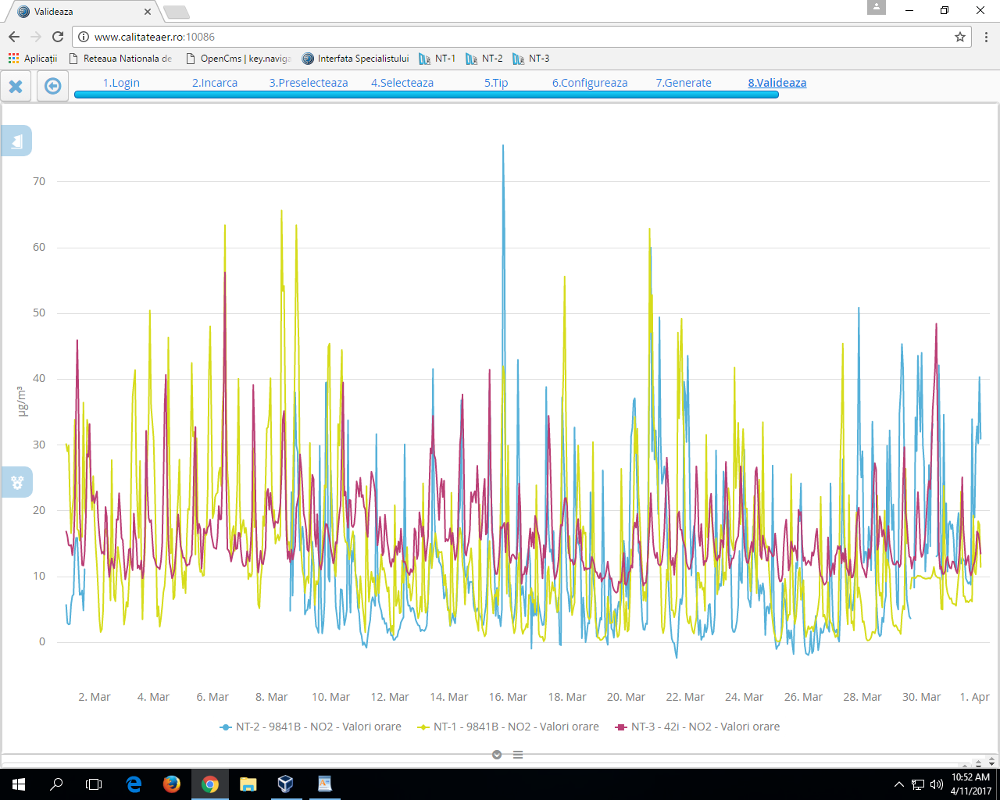 Valideaza
www.calitateaer.ro:10086
Aplicații
Reteaua Nationala de
OpenCms | key.naviga
Interfata Specialistului
NT-1
NT-2
NT-3
1.Login
2.Incarca
3.Preselecteaza
4.Selecteaza
5.Tip
6.Configureaza
7.Generate
8.Valideaza
70
60
50
40
30
20
10
0
µg/m³
2. Mar
4. Mar
6. Mar
8. Mar
10. Mar
12. Mar
14. Mar
16. Mar
18. Mar
20. Mar
22. Mar
24. Mar
26. Mar
28. Mar
30. Mar
1. Apr
NT-2 - 9841B - NO2 - Valori orare
NT-1 - 9841B - NO2 - Valori orare
NT-3 - 42i - NO2 - Valori orare
10:52 AM
4/11/2017